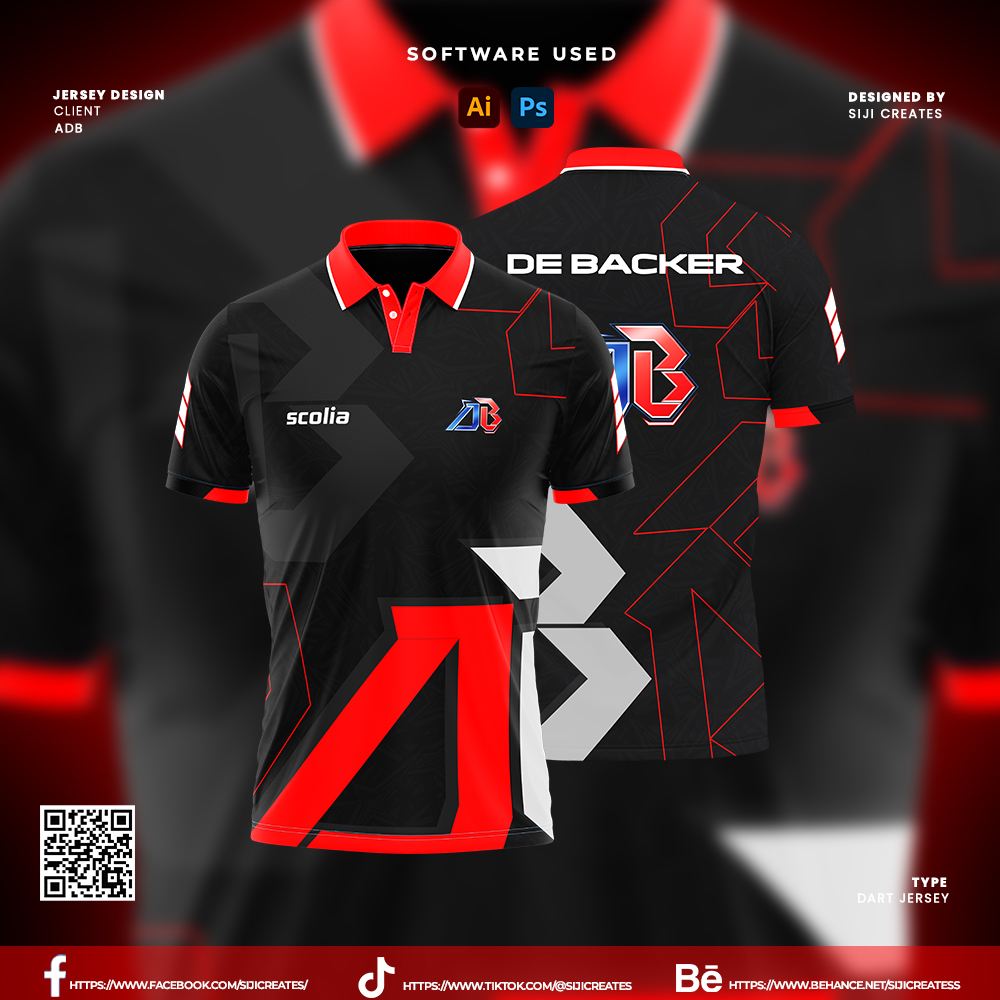 SOFTWARE USED
Ai Ps
JERSEY DESIGN
CLIENT
ADB
DESIGNED BY
SIJI CREATES
DE BACKER
scolia
TYPE
DART JERSEY
HTTPS://WWW.FACEBOOK.COM/SIJICREATES/
HTTPS://WWW.TIKTOK.COM/@SIJICREATES
Bē HTTPS://WWW.BEHANCE.NET/SIJICREATESS